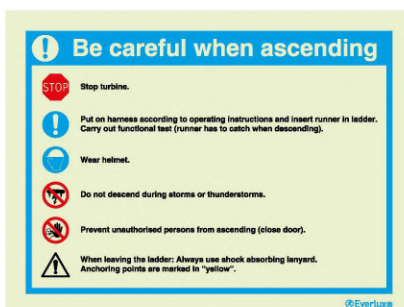 Be careful when ascending
STOP
Stop turbine.
Put on harness according to operating instructions and insert runner in ladder.
Carry out functional test (runner has to catch when descending).
Wear helmet.
Do not descend during storms or thunderstorms.
Prevent unauthorised persons from ascending (close door).
When leaving the ladder: Always use shock absorbing lanyard.
Anchoring points are marked in "yellow".
Everluxe